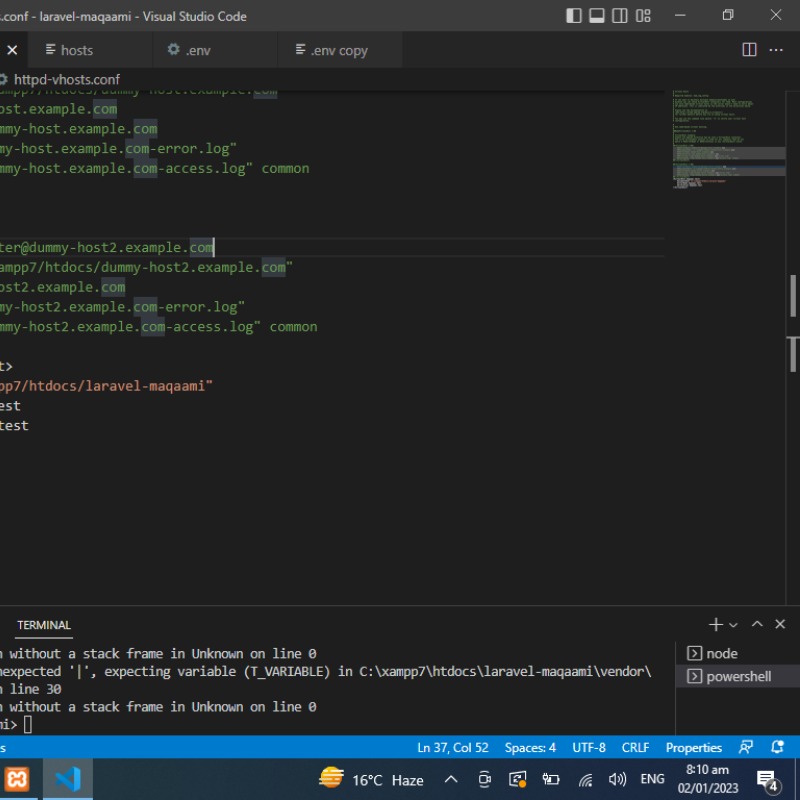 s.conf - laravel-maqaami - Visual Studio Code
hosts
.env
.env copy
httpd-vhosts.conf
ampp7/htdocs/dummy-host.example.com
ost.example.com
mmy-host.example.com
my-host.example.com-error.log"
mmy-host.example.com-access.log" common
ter@dummy-host2.example.com
ampp7/htdocs/dummy-host2.example.com"
ost2.example.com
my-host2.example.com-error.log"
mmy-host2.example.com-access.log" common
t>
pp7/htdocs/laravel-maqaami"
est
test
TERMINAL
n without a stack frame in Unknown on line 0
nexpected '|', expecting variable (T_VARIABLE) in C:\xampp7\htdocs\laravel-maqaami\vendor\
n line 30
n without a stack frame in Unknown on line 0
mi>
node
powershell
s
Ln 37, Col 52
Spaces: 4
UTF-8
CRLF
Properties
16°C Haze
ENG
8:10 am
02/01/2023
4